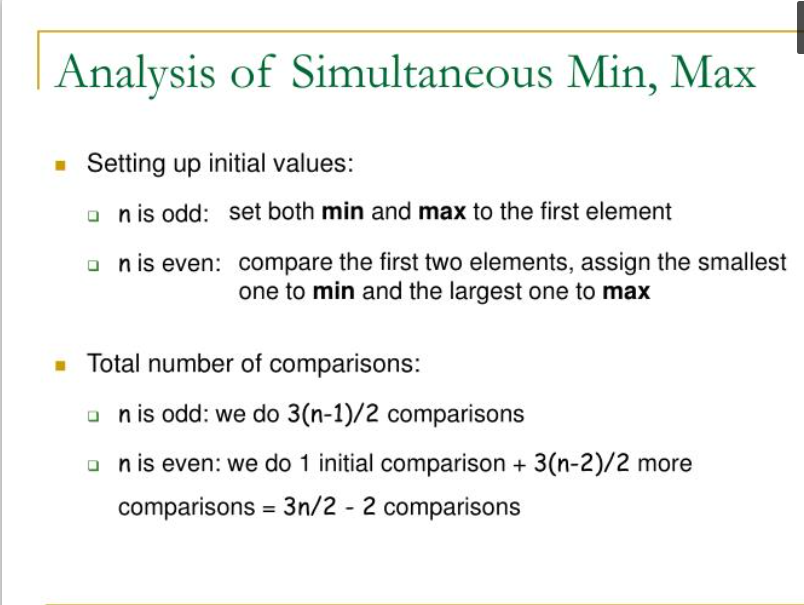 Analysis of Simultaneous Min, Max
Setting up initial values:
n is odd: set both min and max to the first element
n is even: compare the first two elements, assign the smallest
one to min and the largest one to max
Total number of comparisons:
n is odd: we do 3(n-1)/2 comparisons
n is even: we do 1 initial comparison + 3(n-2)/2 more
comparisons = 3n/2 - 2 comparisons